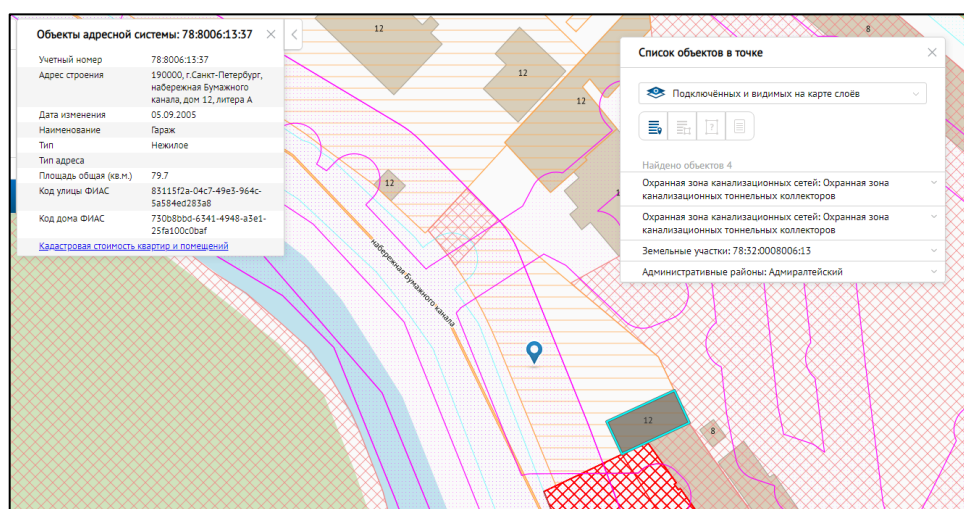 Объекты адресной системы: 78:8006:13:37
Учетный номер 78:8006:13:37
Адрес строения 190000, г.Санкт-Петербург,
набережная Бумажного
канала, дом 12, литера А
Дата изменения 05.09.2005
Наименование Гараж
Тип Нежилое
Тип адреса
Площадь общая (кв.м.) 79.7
Код улицы ФИАС 83115f2a-04c7-49e3-964c-
5a584ed283a8
Код дома ФИАС 730b8bbd-6341-4948-a3e1-
25fa100c0baf
Кадастровая стоимость квартир и помещений
12
12
12
12
набережная Бумажного канала
12
8
8
Список объектов в точке
Подключённых и видимых на карте слоёв
Найдено объектов 4
Охранная зона канализационных сетей: Охранная зона
канализационных тоннельных коллекторов
Охранная зона канализационных сетей: Охранная зона
канализационных тоннельных коллекторов
Земельные участки: 78:32:0008006:13
Административные районы: Адмиралтейский